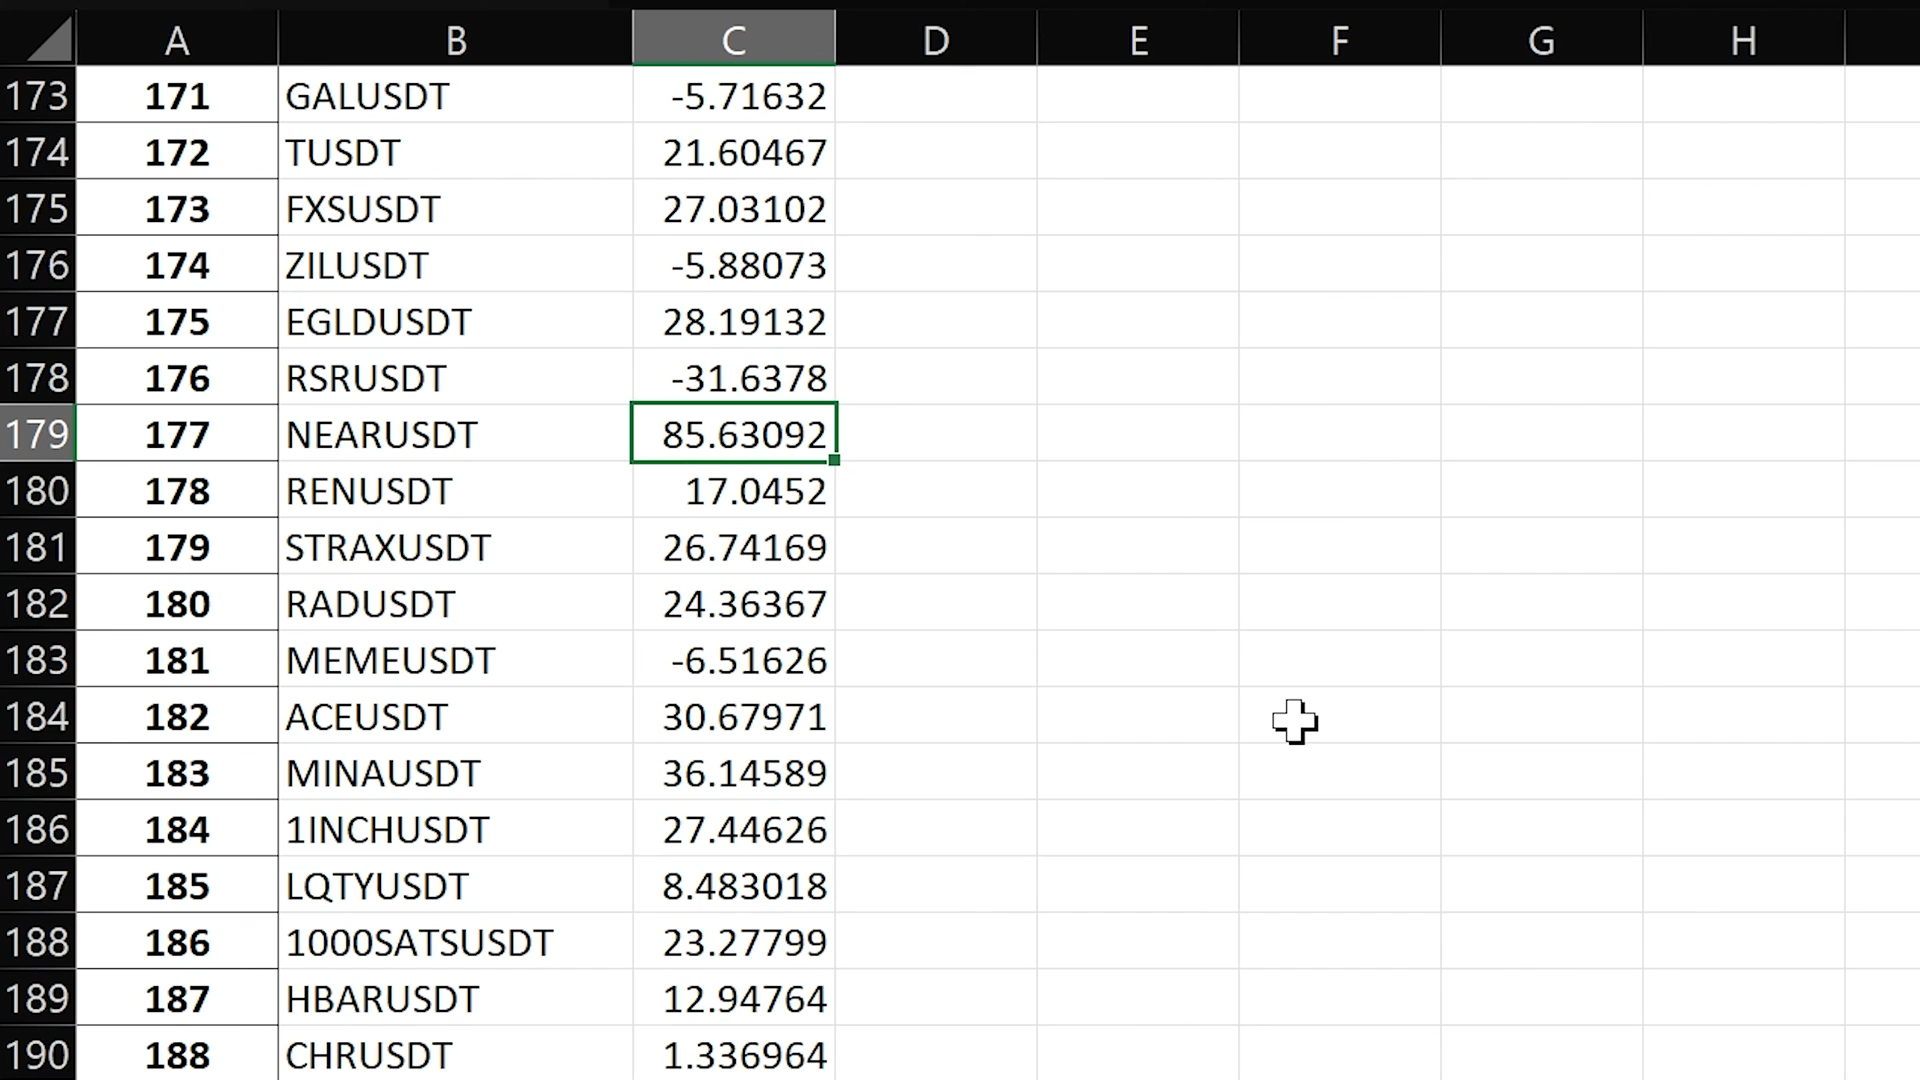 A B C D E F G H
173 171 GALUSDT -5.71632
174 172 TUSDT 21.60467
175 173 FXSUSDT 27.03102
176 174 ZILUSDT -5.88073
177 175 EGLDUSDT 28.19132
178 176 RSRUSDT -31.6378
179 177 NEARUSDT 85.63092
180 178 RENUSDT 17.0452
181 179 STRAXUSDT 26.74169
182 180 RADUSDT 24.36367
183 181 MEMEUSDT -6.51626
184 182 ACEUSDT 30.67971
185 183 MINAUSDT 36.14589
186 184 1INCHUSDT 27.44626
187 185 LQTYUSDT 8.483018
188 186 1000SATSUSDT 23.27799
189 187 HBARUSDT 12.94764
190 188 CHRUSDT 1.336964